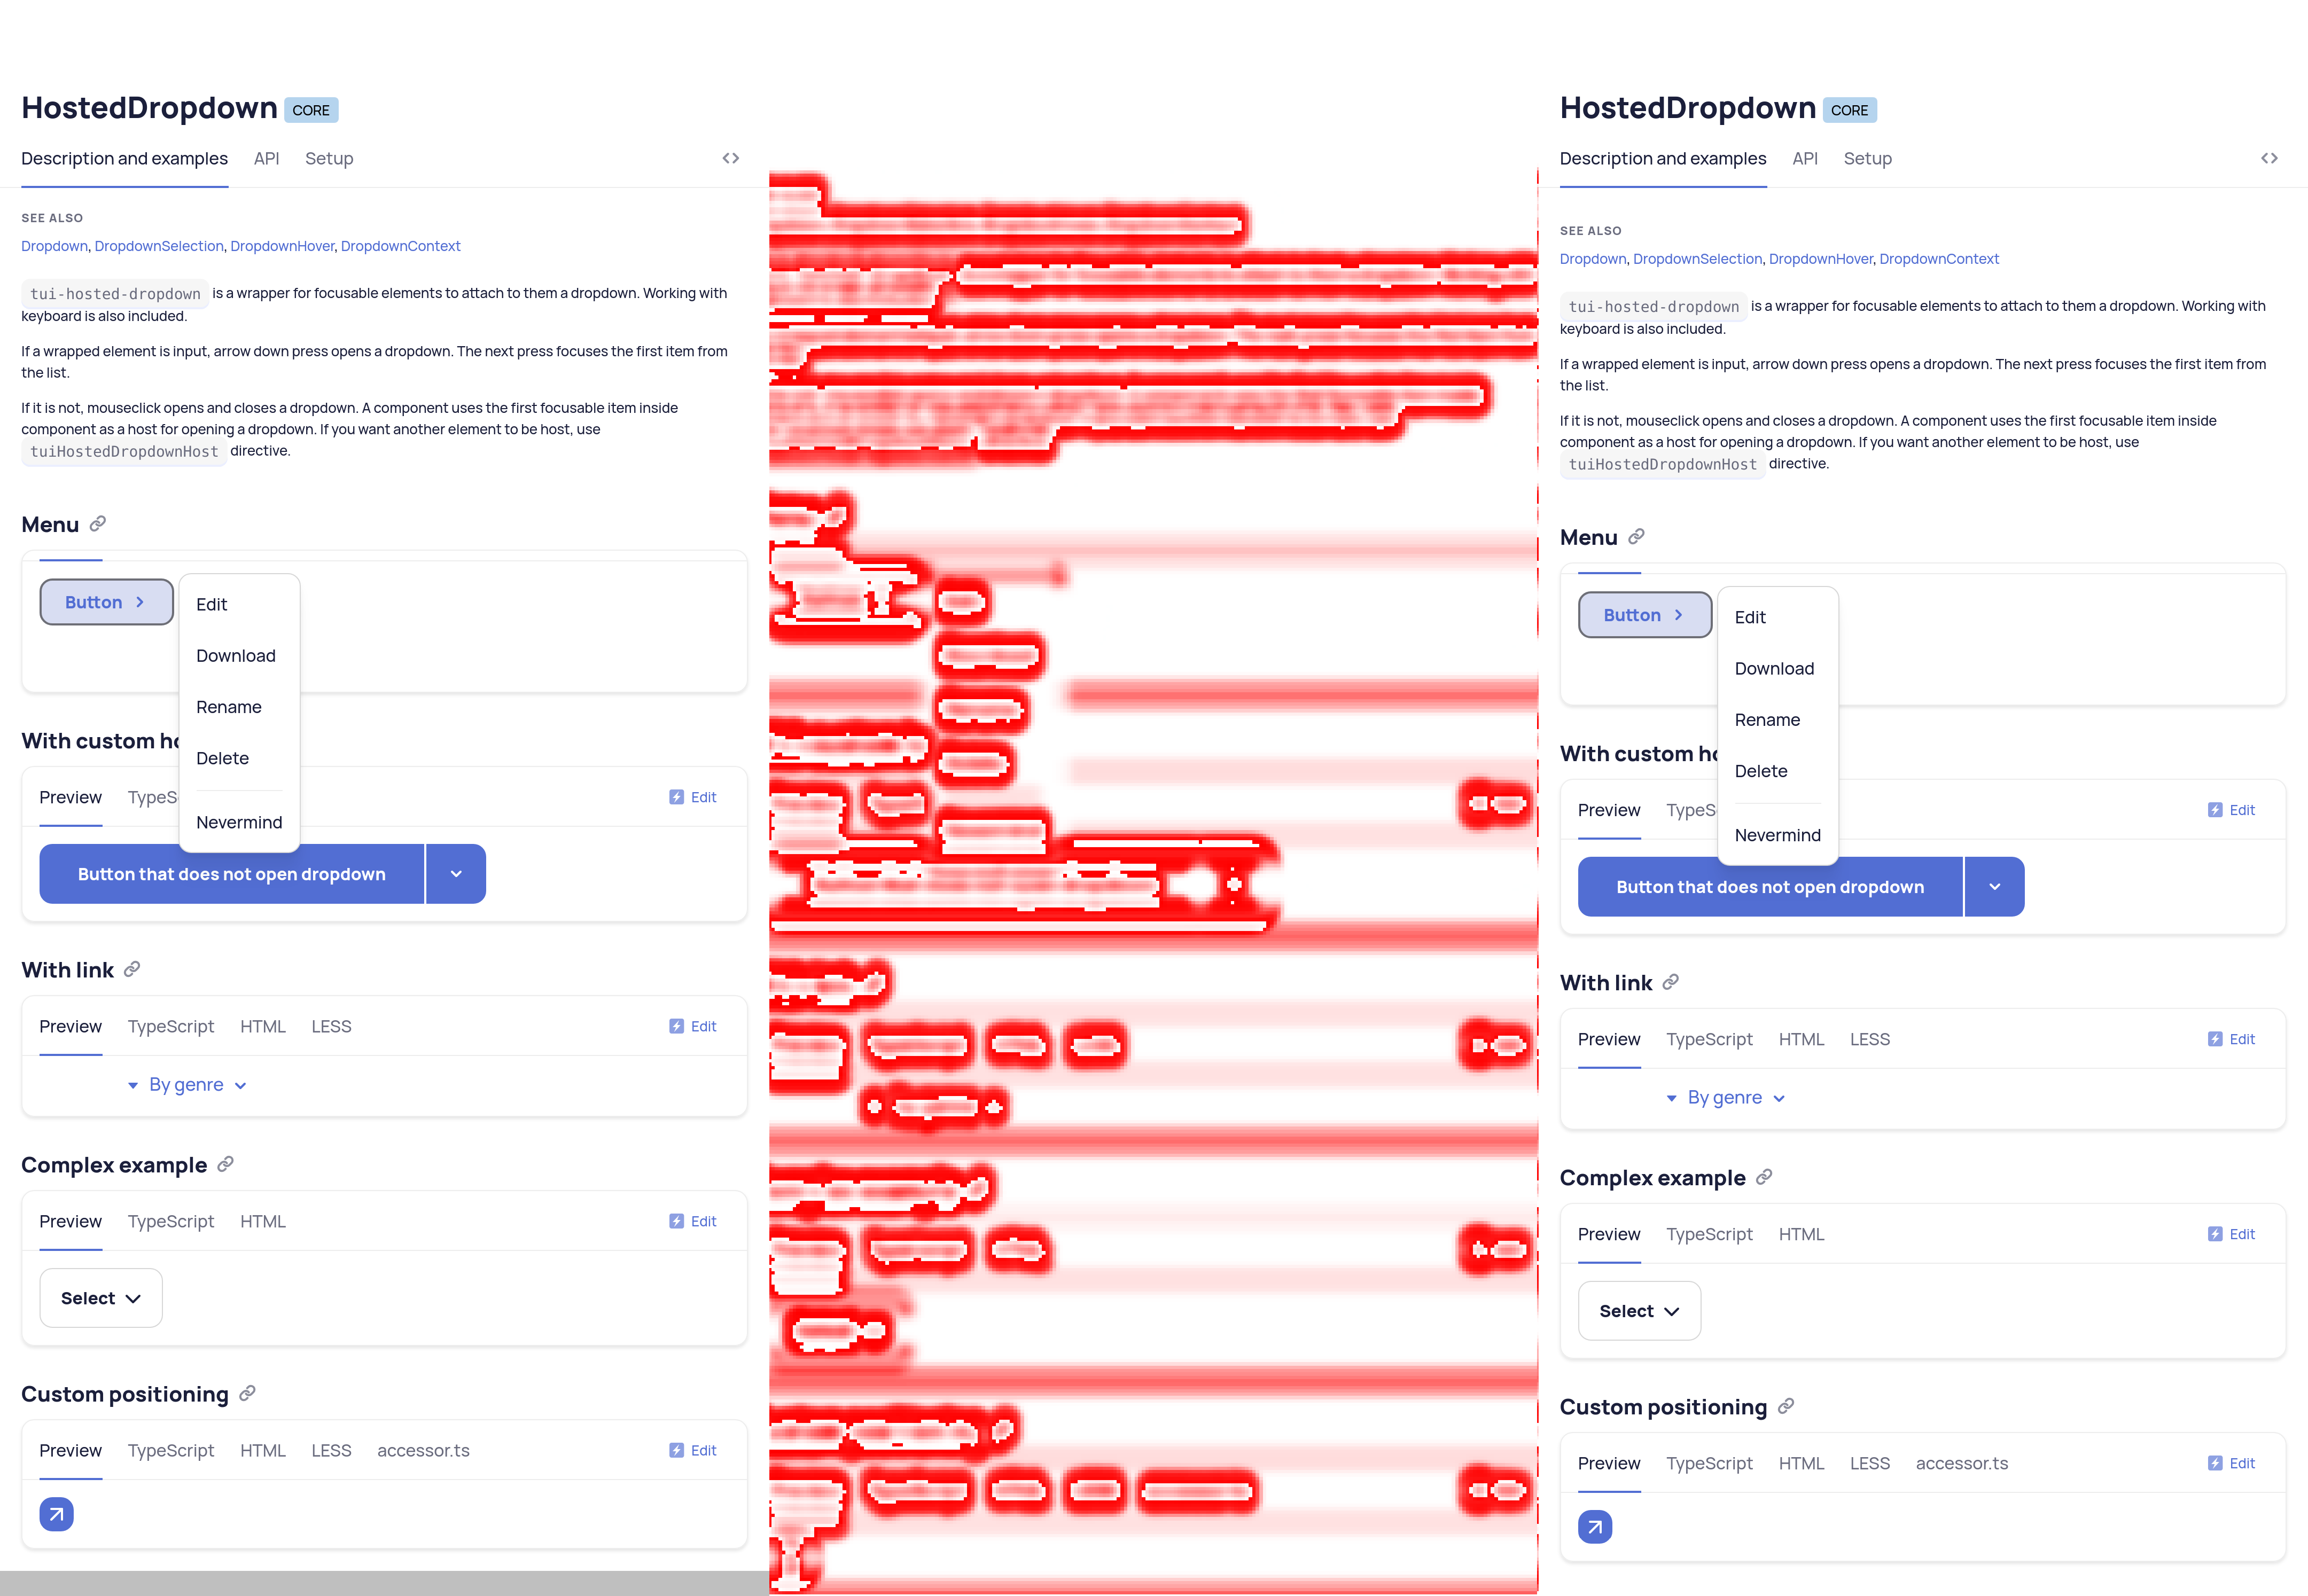 HostedDropdown CORE
Description and examples API Setup
SEE ALSO
Dropdown, DropdownSelection, DropdownHover, DropdownContext
tui-hosted-dropdown is a wrapper for focusable elements to attach to them a dropdown. Working with
keyboard is also included.
If a wrapped element is input, arrow down press opens a dropdown. The next press focuses the first item from
the list.
If it is not, mouseclick opens and closes a dropdown. A component uses the first focusable item inside
component as a host for opening a dropdown. If you want another element to be host, use
tuiHostedDropdownHost directive.
Menu
Button
Edit
Download
Rename
Delete
Nevermind
With custom ho
Preview TypeS Edit
Button that does not open dropdown
With link
Preview TypeScript HTML LESS Edit
By genre
Complex example
Preview TypeScript HTML Edit
Select
Custom positioning
Preview TypeScript HTML LESS accessor.ts Edit
HostedDropdown CORE
Description and examples API Setup
SEE ALSO
Dropdown, DropdownSelection, DropdownHover, DropdownContext
tui-hosted-dropdown is a wrapper for focusable elements to attach to them a dropdown. Working with
keyboard is also included.
If a wrapped element is input, arrow down press opens a dropdown. The next press focuses the first item from
the list.
If it is not, mouseclick opens and closes a dropdown. A component uses the first focusable item inside
component as a host for opening a dropdown. If you want another element to be host, use
tuiHostedDropdownHost directive.
Menu
Button
Edit
Download
Rename
Delete
Nevermind
With custom ho
Preview TypeS Edit
Button that does not open dropdown
With link
Preview TypeScript HTML LESS Edit
By genre
Complex example
Preview TypeScript HTML Edit
Select
Custom positioning
Preview TypeScript HTML LESS accessor.ts Edit